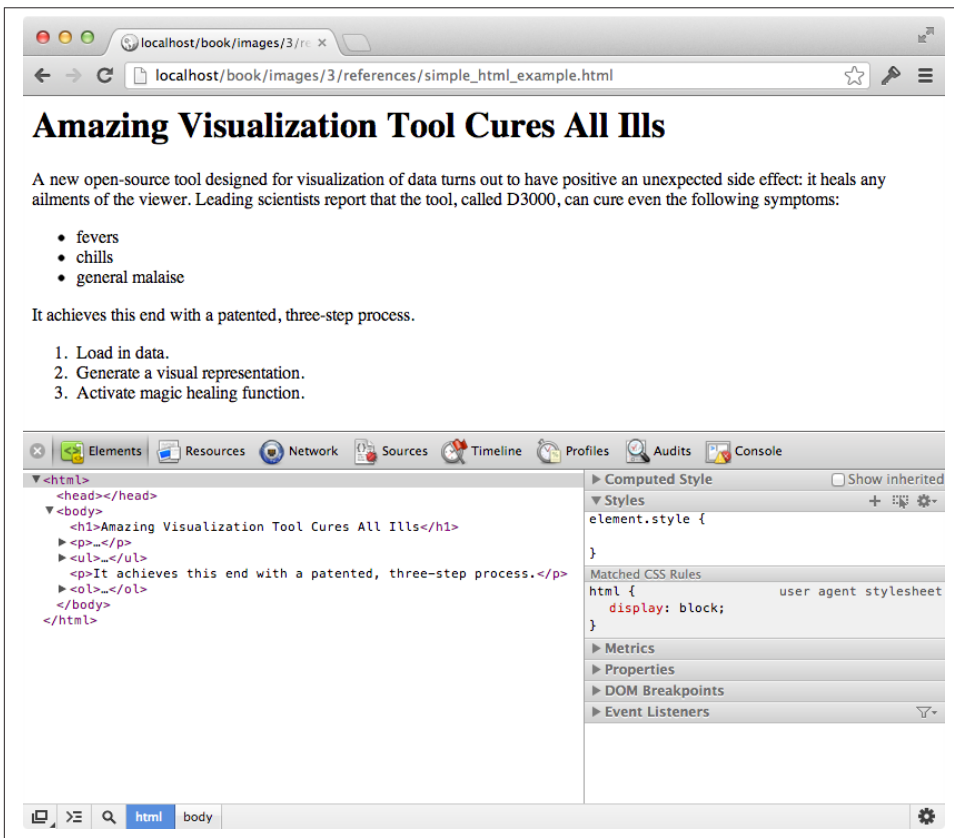 localhost/book/images/3/re
localhost/book/images/3/references/simple_html_example.html
Amazing Visualization Tool Cures All Ills
A new open-source tool designed for visualization of data turns out to have positive an unexpected side effect: it heals any
ailments of the viewer. Leading scientists report that the tool, called D3000, can cure even the following symptoms:
• fevers
• chills
• general malaise
It achieves this end with a patented, three-step process.
1. Load in data.
2. Generate a visual representation.
3. Activate magic healing function.
Elements Resources Network Sources Timeline Profiles Audits Console
▼<html>
<head></head>
▼<body>
<h1>Amazing Visualization Tool Cures All Ills</h1>
▶<p>…</p>
▶<ul>…</ul>
<p>It achieves this end with a patented, three-step process.</p>
▶<ol>…</ol>
</body>
</html>
▶ Computed Style Show inherited
▼ Styles
element.style {
}
Matched CSS Rules
html { user agent stylesheet
display: block;
}
▶ Metrics
▶ Properties
▶ DOM Breakpoints
▶ Event Listeners
html body